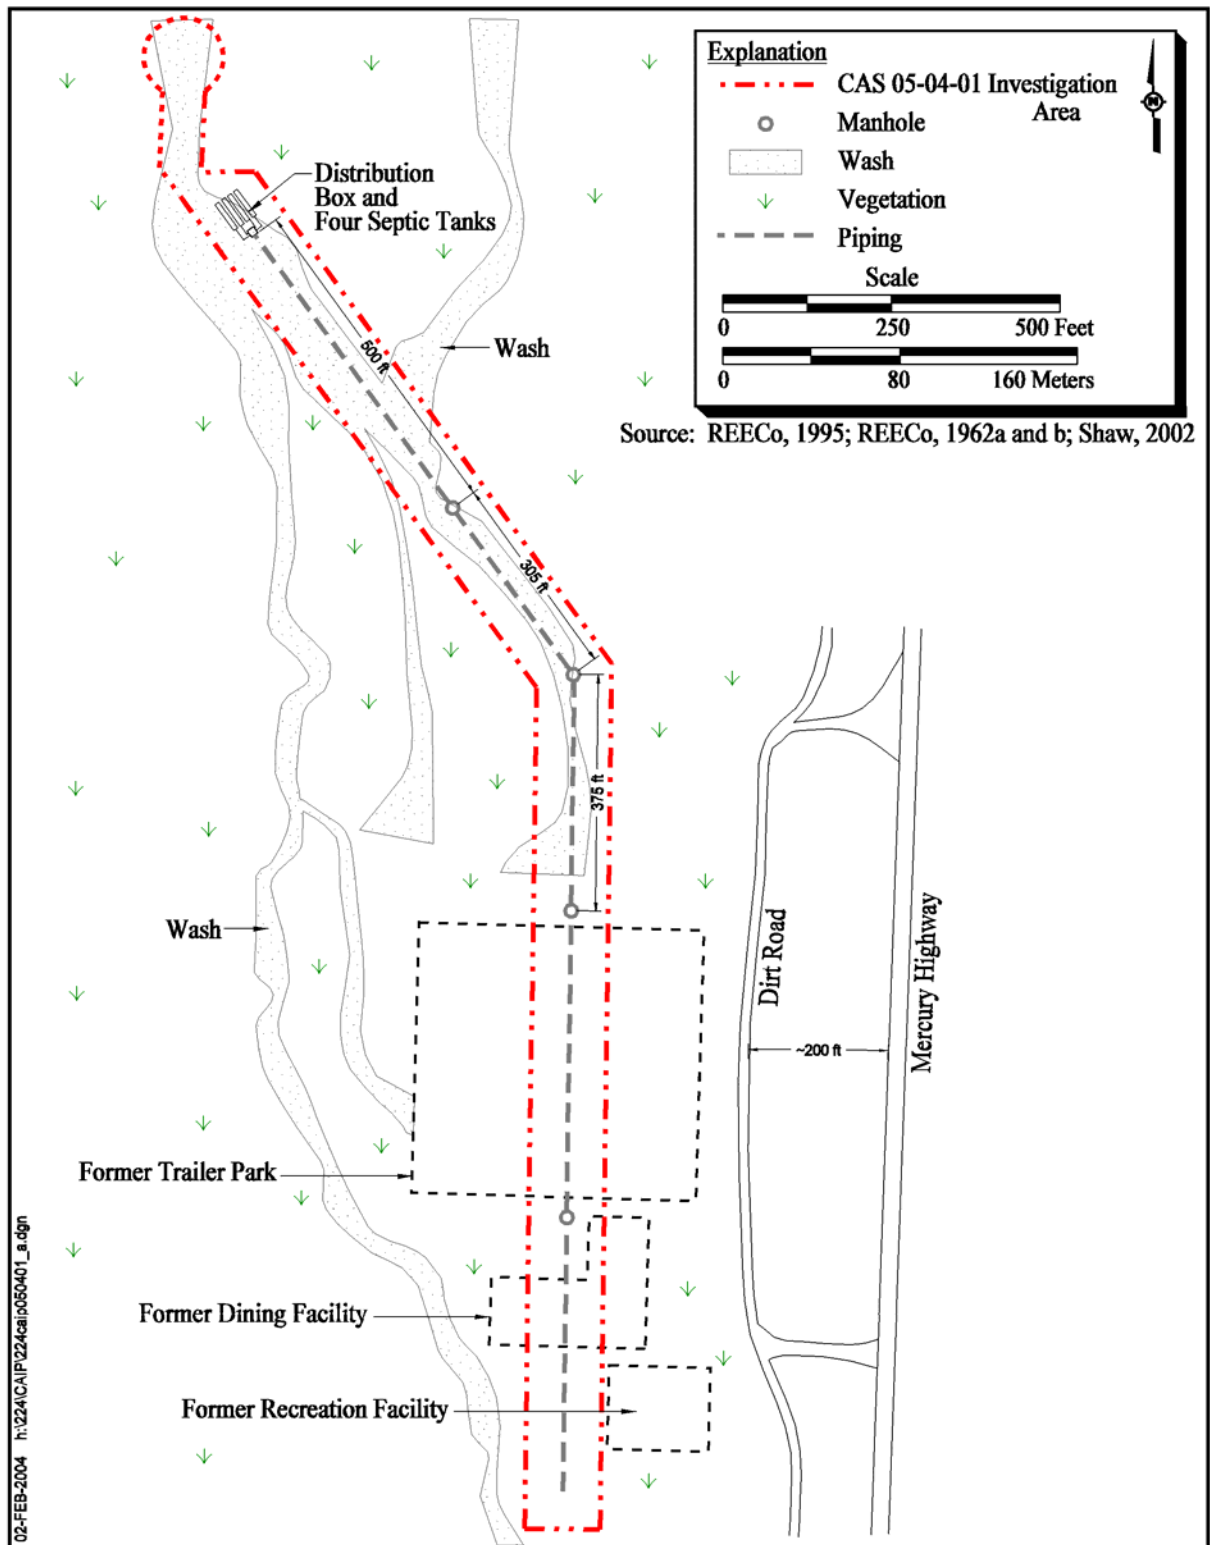 Explanation
CAS 05-04-01 Investigation
Area
Manhole
Wash
Vegetation
Piping
Scale
0 250 500 Feet
0 80 160 Meters
N
Source: REECo, 1995; REECo, 1962a and b; Shaw, 2002
Distribution
Box and
Four Septic Tanks
500 ft
Wash
305 ft
375 ft
Wash
Dirt Road
Mercury Highway
~200 ft
Former Trailer Park
Former Dining Facility
Former Recreation Facility
02-FEB-2004 h:\224\CAIP\224caip050401_a.dgn